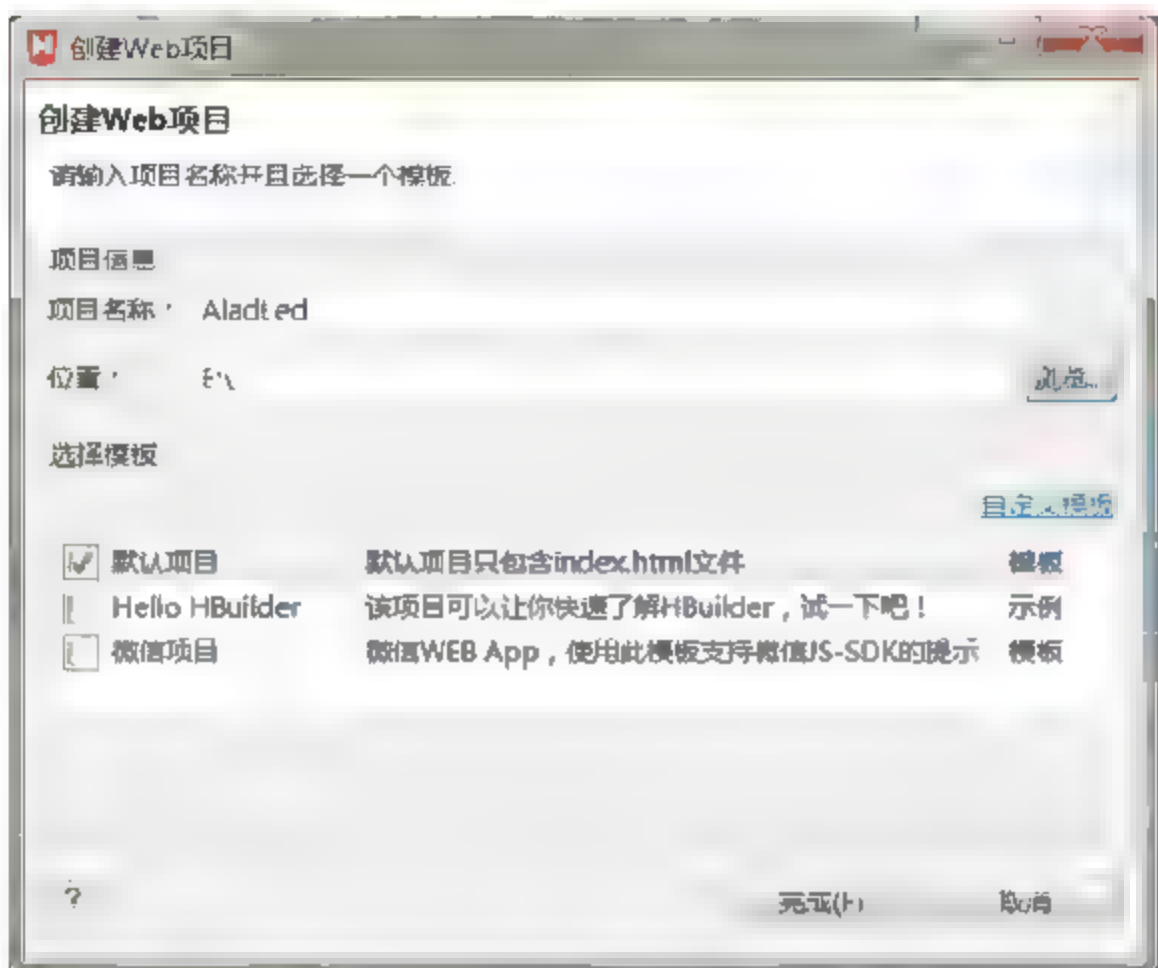 创建Web项目
创建Web项目
请输入项目名称并且选择一个模板.
项目信息
项目名称：
位置： E:\
浏览...
选择模板
自定义模板
默认项目 默认项目只包含index.html文件 模板
Hello HBuilder 该项目可以让你快速了解HBuilder，试一下吧！ 示例
微信项目 微信WEB App，使用此模板支持微信JS-SDK的提示 模板
? 完成(F) 取消